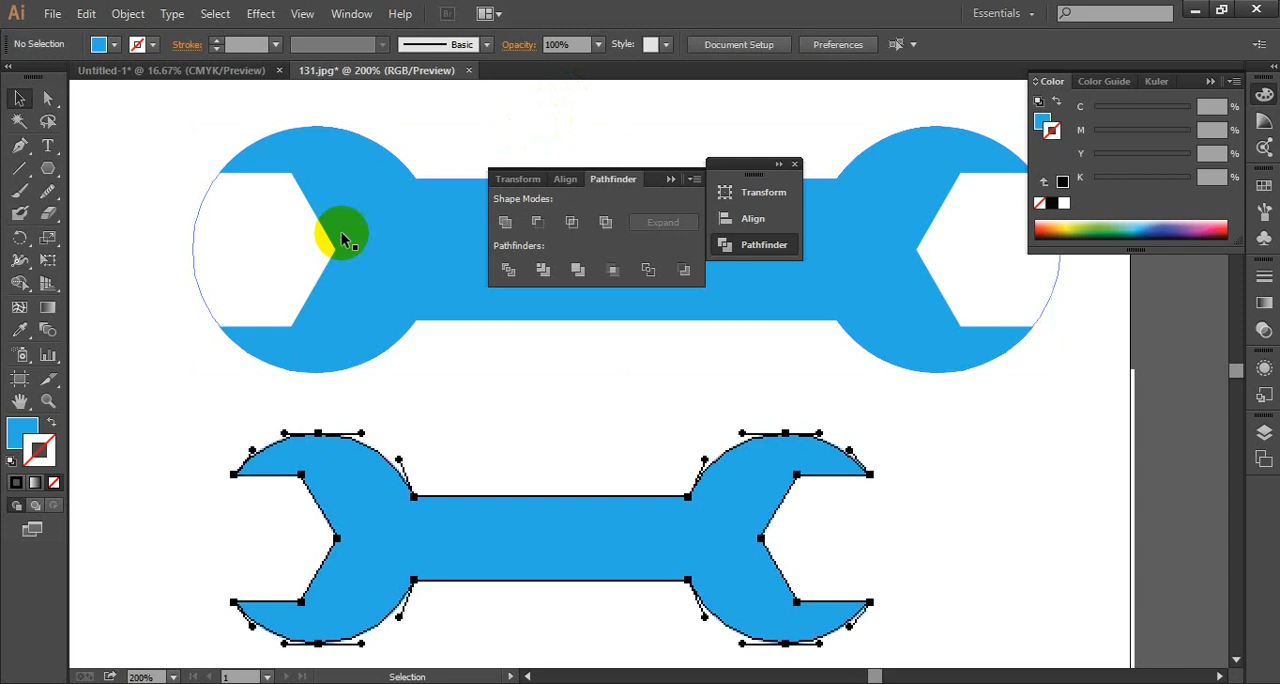 Ai File Edit Object Type Select Effect View Window Help Br Essentials
No Selection Stroke: Basic Opacity: 100% Style: Document Setup Preferences
Untitled-1* @ 16.67% (CMYK/Preview) × 131.jpg* @ 200% (RGB/Preview) ×
Color Color Guide Kuler
C %
M %
Y %
K %
Transform Align Pathfinder
Shape Modes:
Expand
Pathfinders:
Transform
Align
Pathfinder
200% 1 Selection